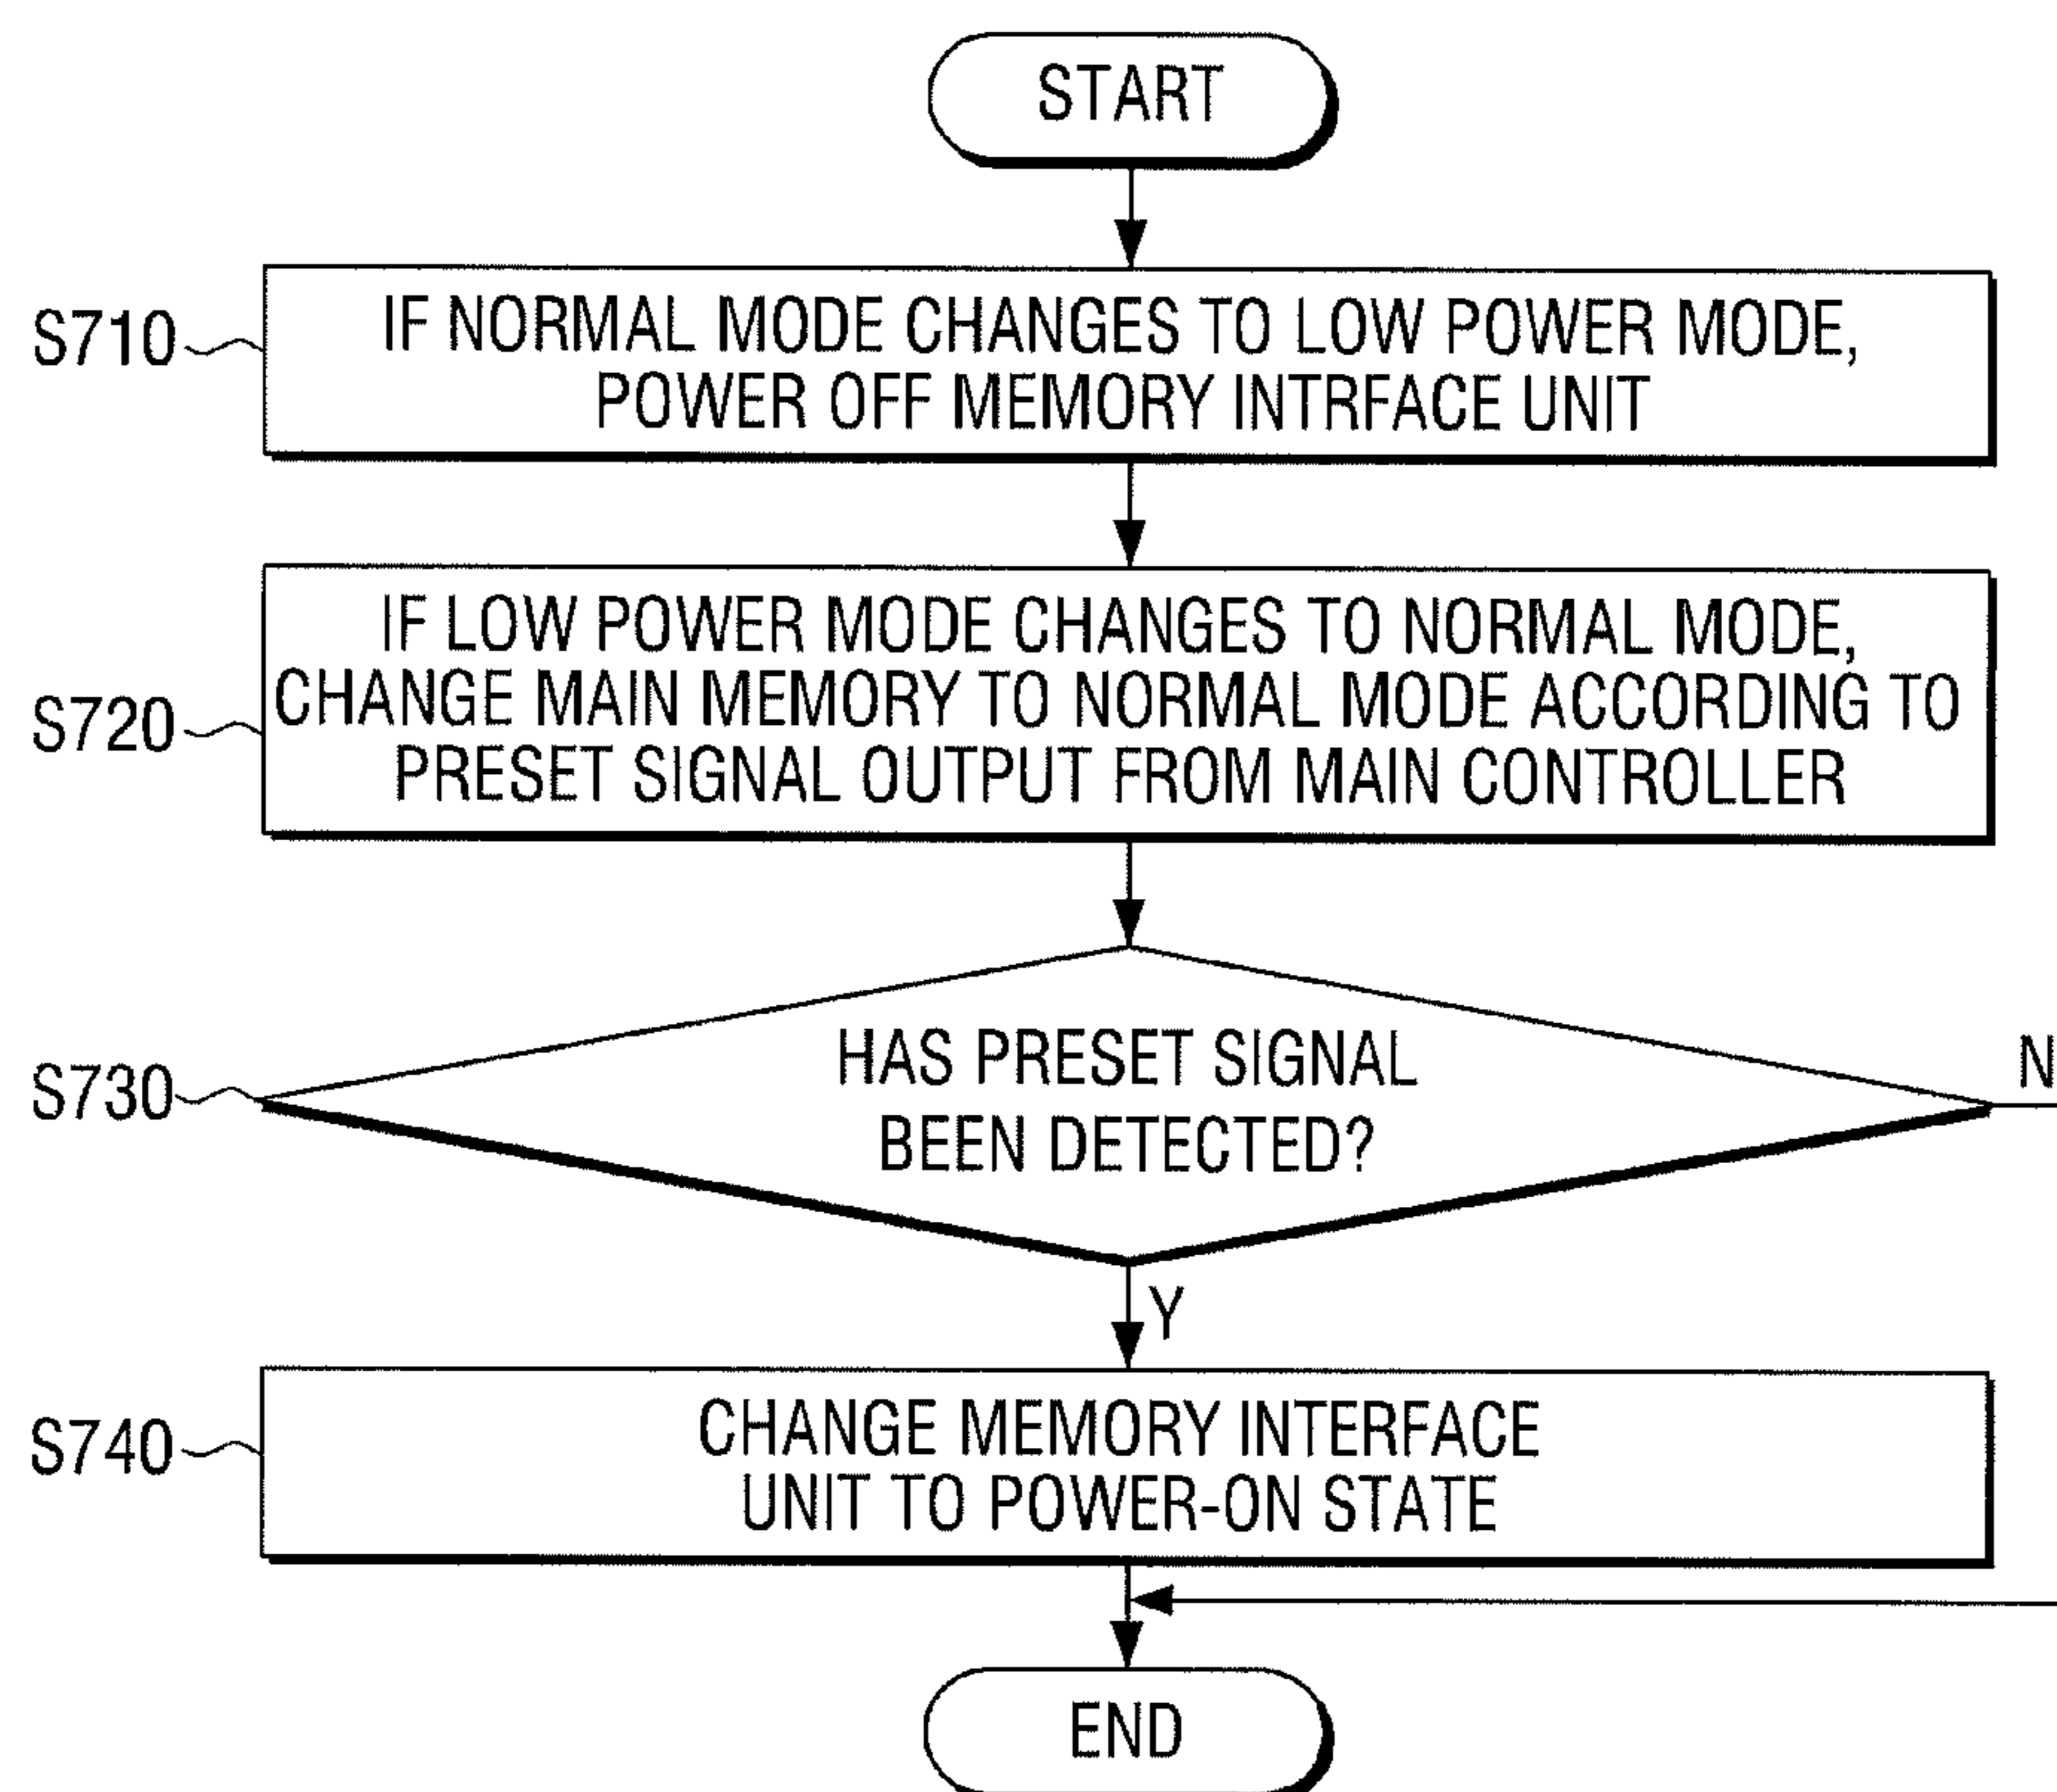 START
S710
IF NORMAL MODE CHANGES TO LOW POWER MODE,
POWER OFF MEMORY INTRFACE UNIT
S720
IF LOW POWER MODE CHANGES TO NORMAL MODE,
CHANGE MAIN MEMORY TO NORMAL MODE ACCORDING TO
PRESET SIGNAL OUTPUT FROM MAIN CONTROLLER
S730
HAS PRESET SIGNAL
BEEN DETECTED?
N
Y
S740
CHANGE MEMORY INTERFACE
UNIT TO POWER-ON STATE
END